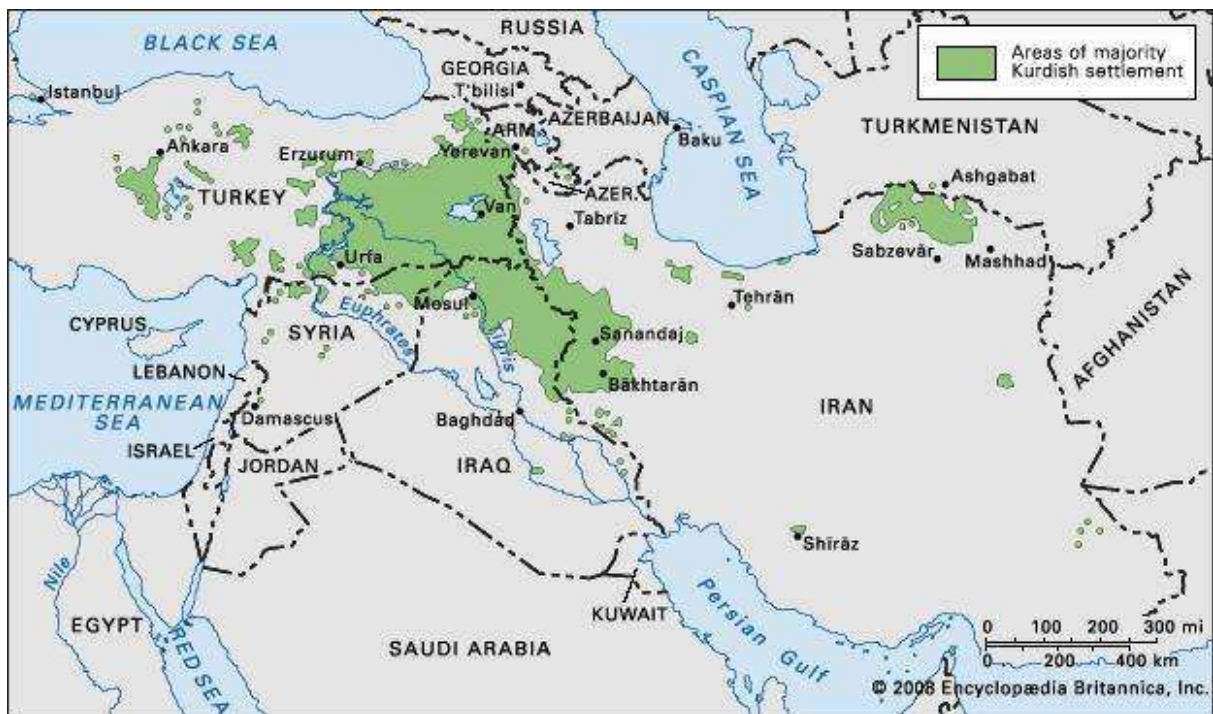 RUSSIA
BLACK SEA
GEORGIA
T'bilisi
CASPIAN SEA
Areas of majority
Kurdish settlement
Istanbul
AZERBAIJAN
ARM.
Baku
TURKMENISTAN
Ankara
Erzurum
Yerevan
AZER.
Ashgabat
TURKEY
Van
Tabrīz
Sabzevār
Mashhad
Urfa
Mosul
Tehrān
CYPRUS
SYRIA
Euphrates
Tigris
Sanandaj
AFGHANISTAN
LEBANON
Bākhtarān
MEDITERRANEAN
SEA
Damascus
Baghdād
IRAN
ISRAEL
JORDAN
IRAQ
Shīrāz
Nile
KUWAIT
EGYPT
RED SEA
SAUDI ARABIA
Persian Gulf
0 100 200 300 mi
0 200 400 km
© 2008 Encyclopædia Britannica, Inc.